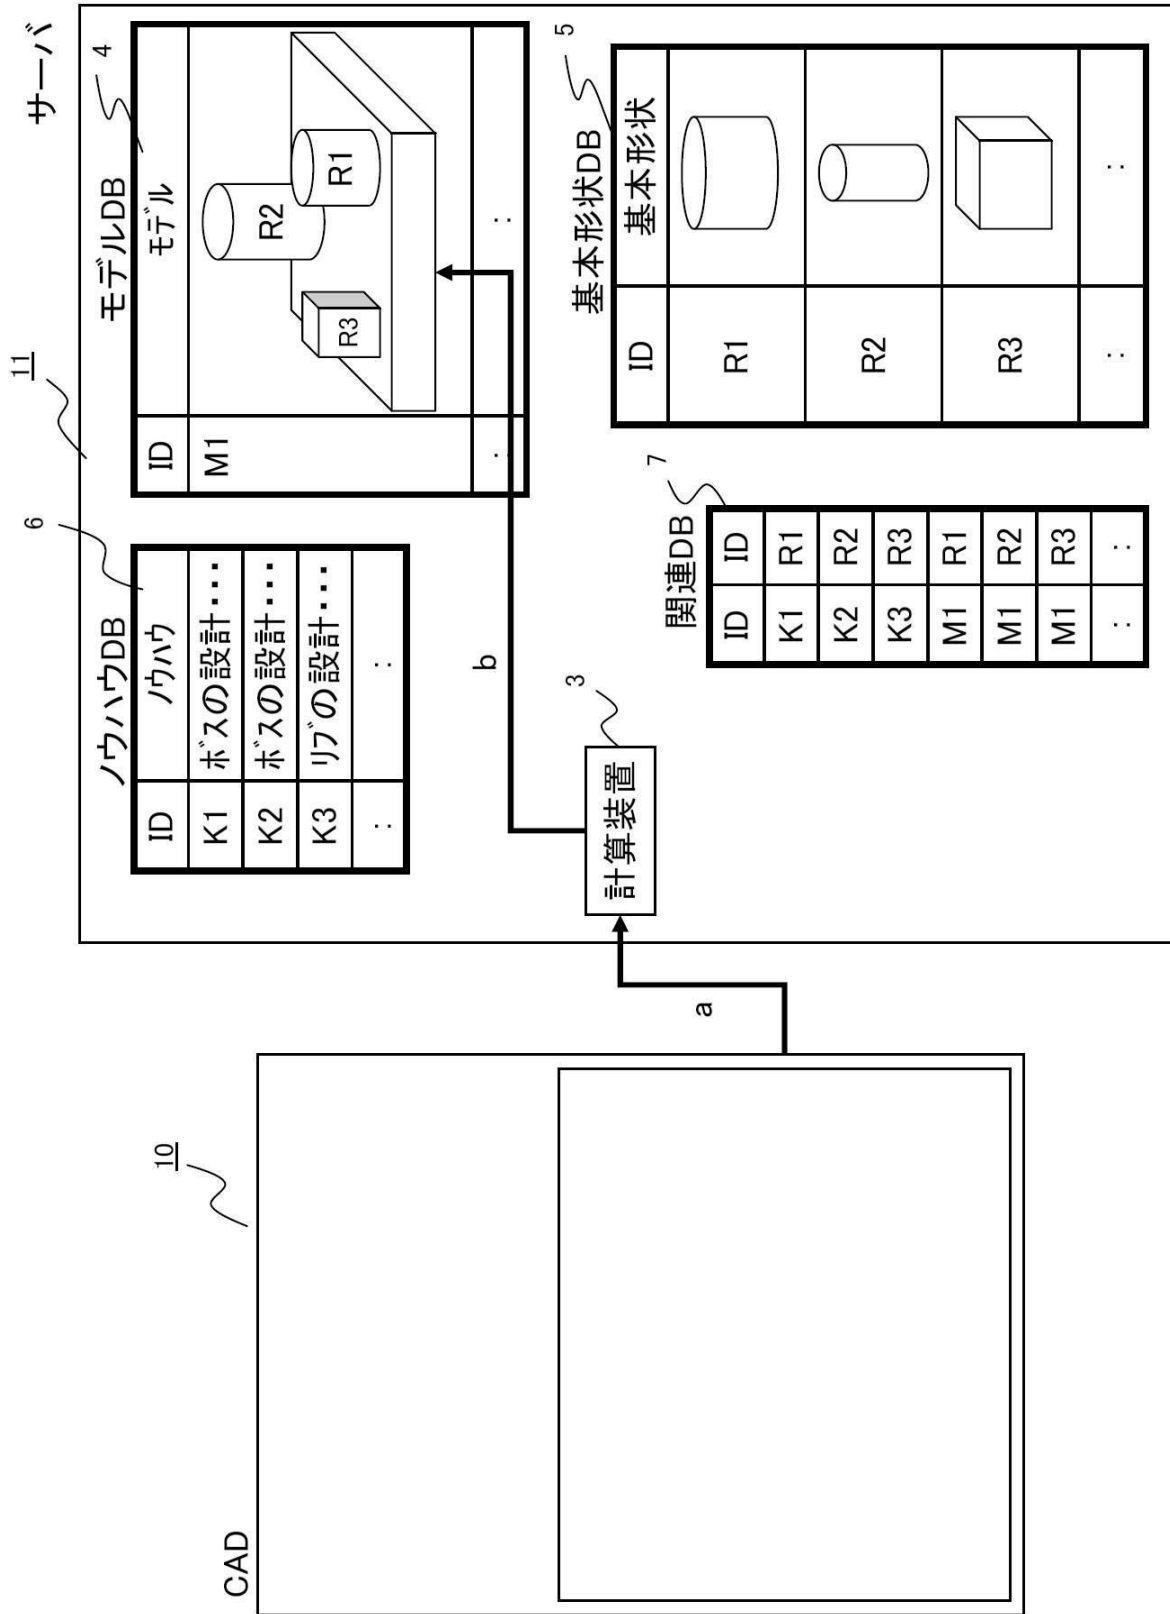 サーバ
11
CAD
10
ノウハウDB
6
ID ノウハウ
K1 ボスの設計・・・
K2 ボスの設計・・・
K3 リブの設計・・・
: :
モデルDB
4
ID モデル
M1
R2
R1
R3
: :
a
計算装置
3
b
関連DB
7
ID ID
K1 R1
K2 R2
K3 R3
M1 R1
M1 R2
M1 R3
: :
基本形状DB
5
ID 基本形状
R1
R2
R3
: :